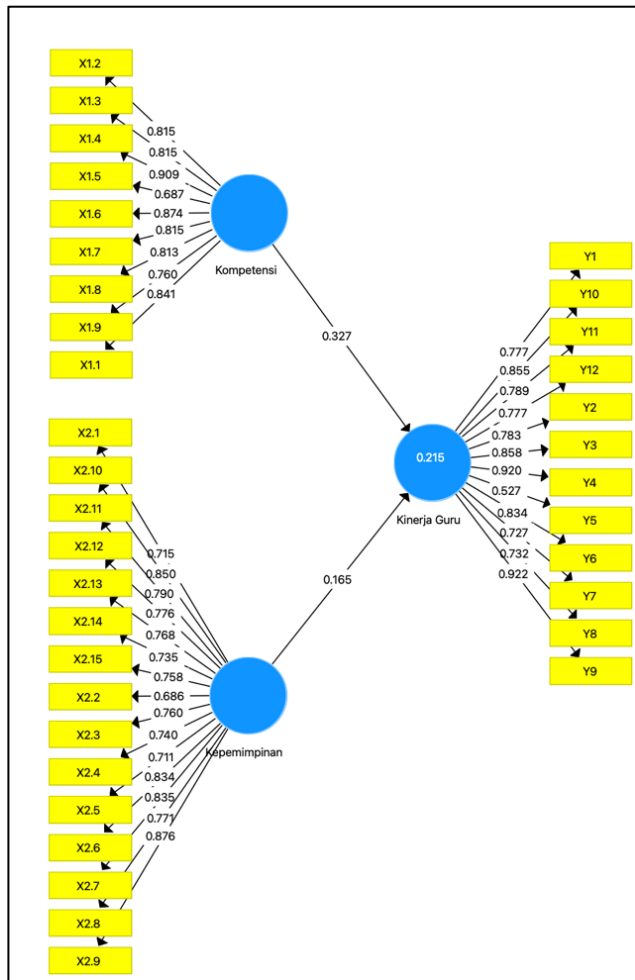 X1.2
X1.3
X1.4
X1.5
X1.6
X1.7
X1.8
X1.9
X1.1
0.815
0.815
0.909
0.687
0.874
0.815
0.813
0.760
0.841
Kompetensi
0.327
X2.1
X2.10
X2.11
X2.12
X2.13
X2.14
X2.15
X2.2
X2.3
X2.4
X2.5
X2.6
X2.7
X2.8
X2.9
0.715
0.850
0.790
0.776
0.768
0.735
0.758
0.686
0.760
0.740
0.711
0.834
0.835
0.771
0.876
Kepemimpinan
0.165
0.215
Kinerja Guru
0.777
0.855
0.789
0.777
0.783
0.858
0.920
0.527
0.834
0.727
0.732
0.922
Y1
Y10
Y11
Y12
Y2
Y3
Y4
Y5
Y6
Y7
Y8
Y9